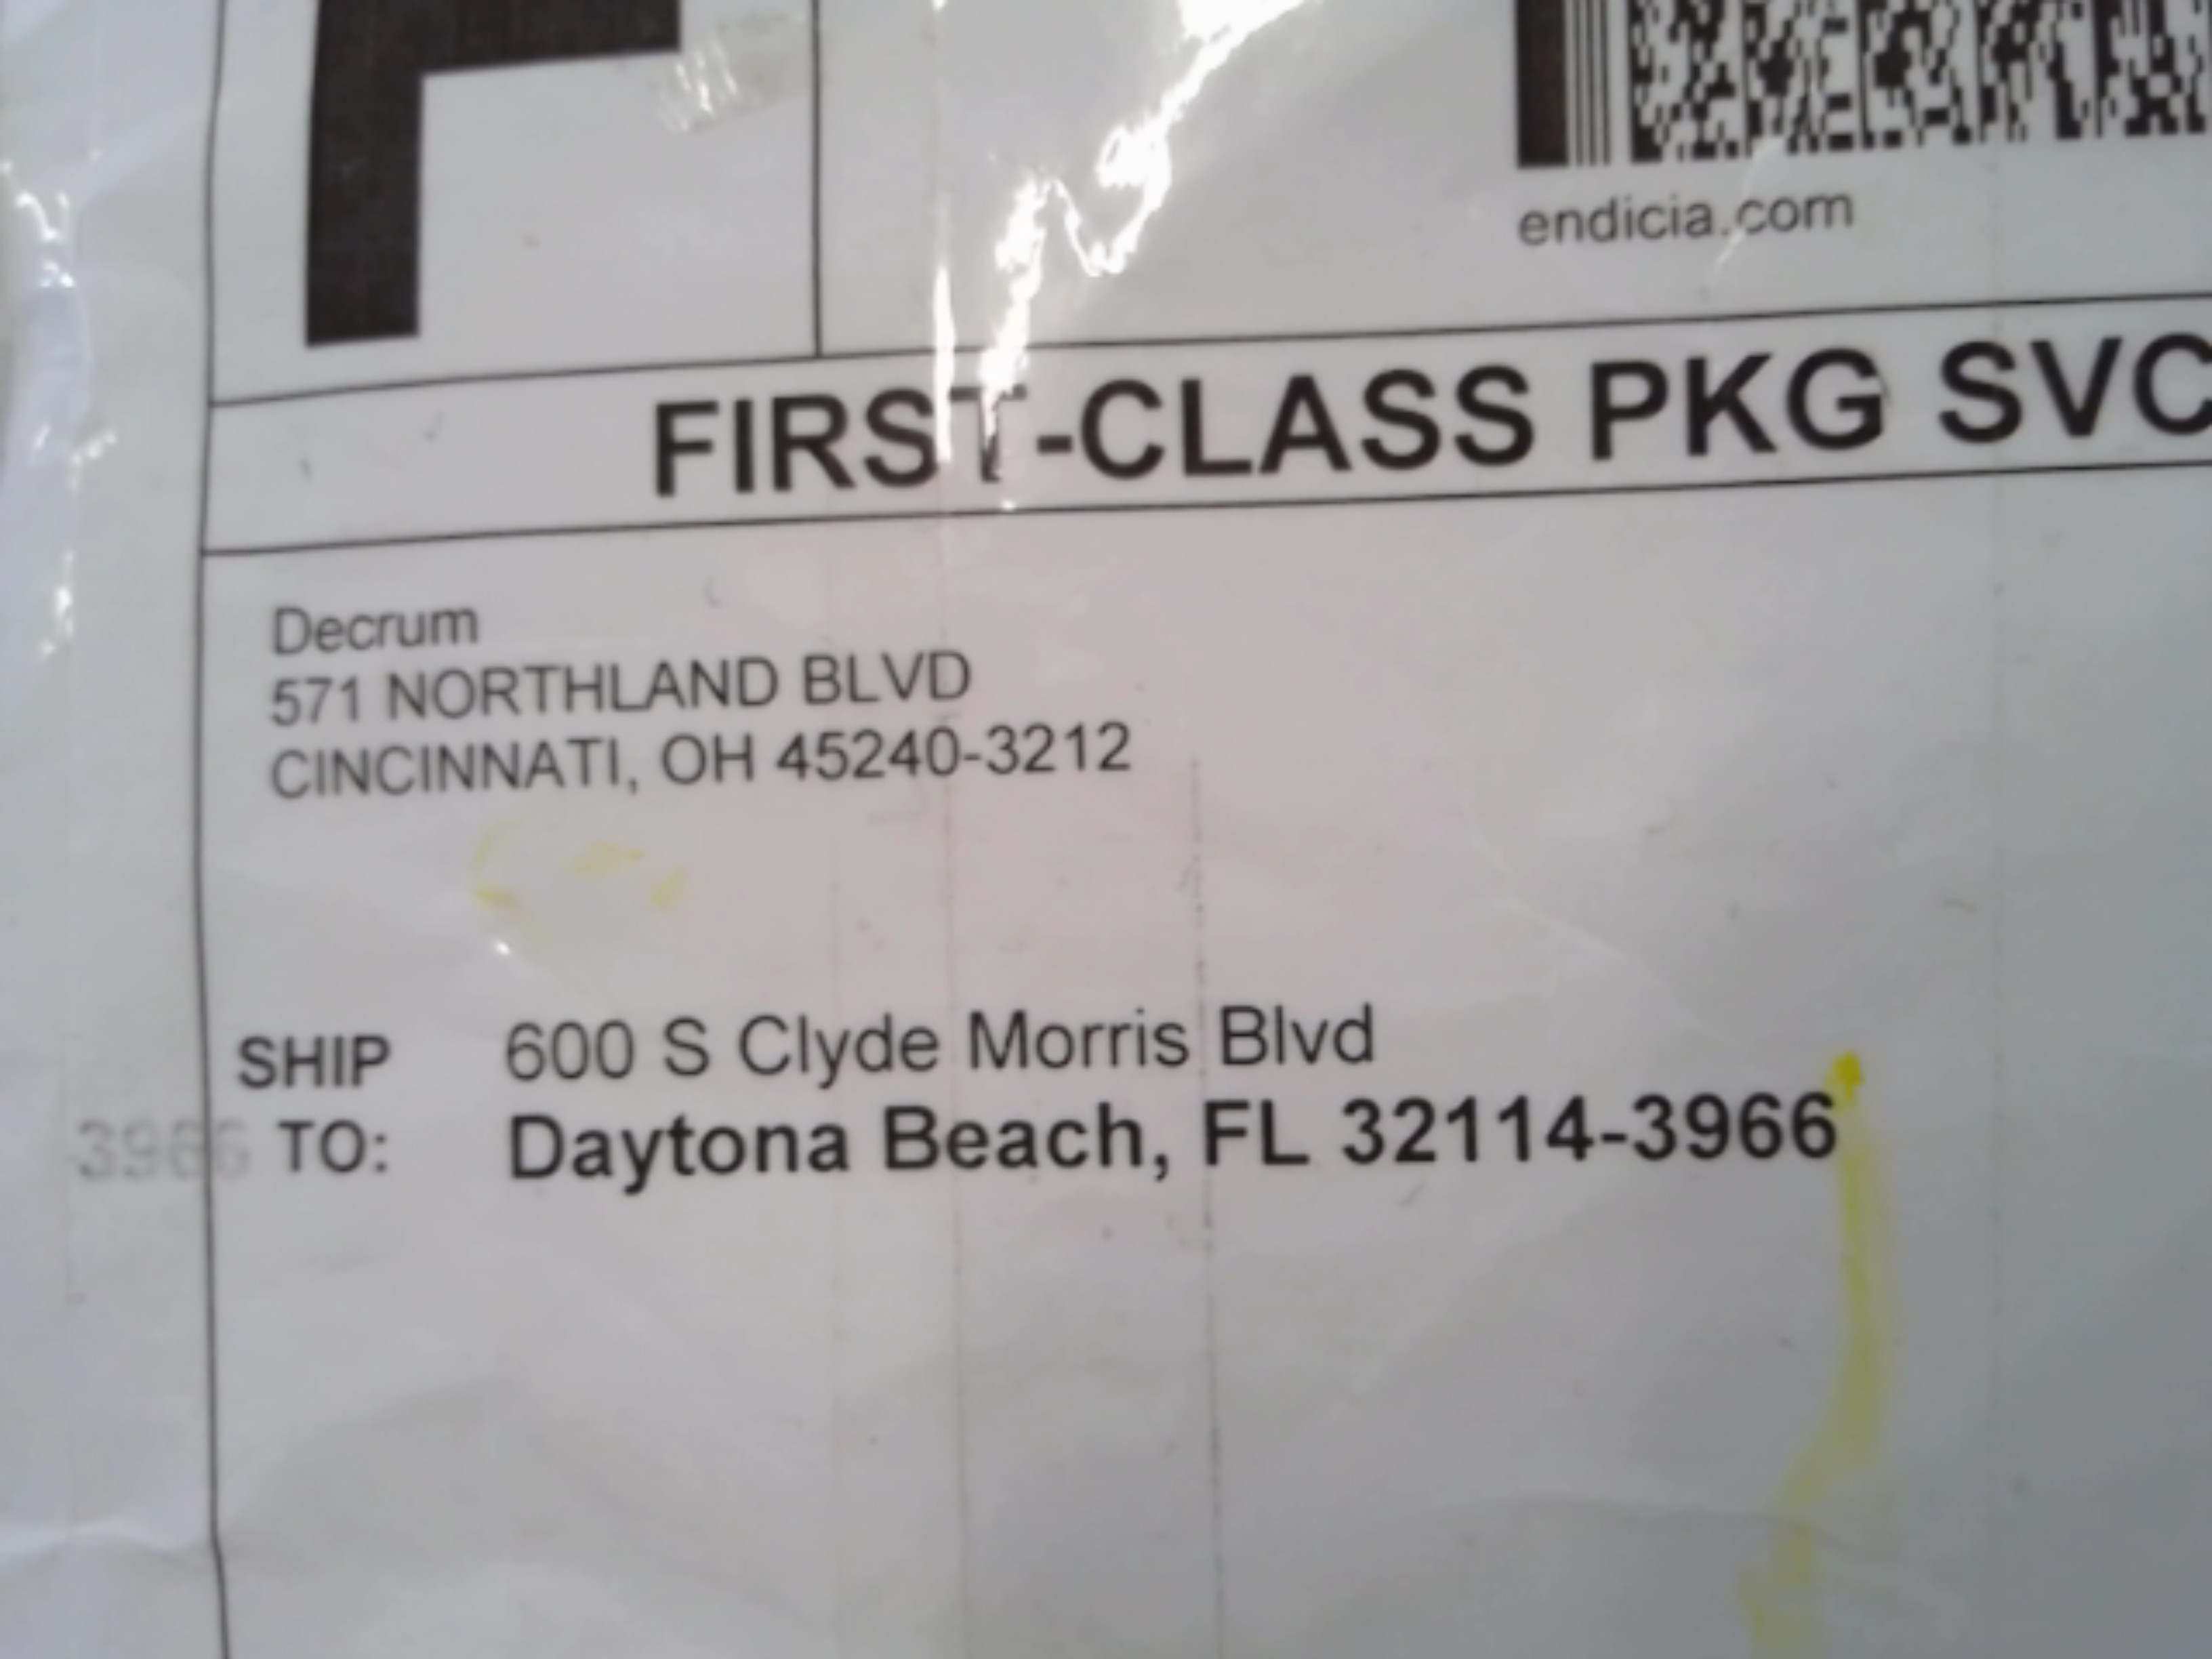 F
endicia.com
FIRST-CLASS PKG SVC
Decrum
571 NORTHLAND BLVD
CINCINNATI, OH 45240-3212
SHIP 600 S Clyde Morris Blvd
3966 TO: Daytona Beach, FL 32114-3966